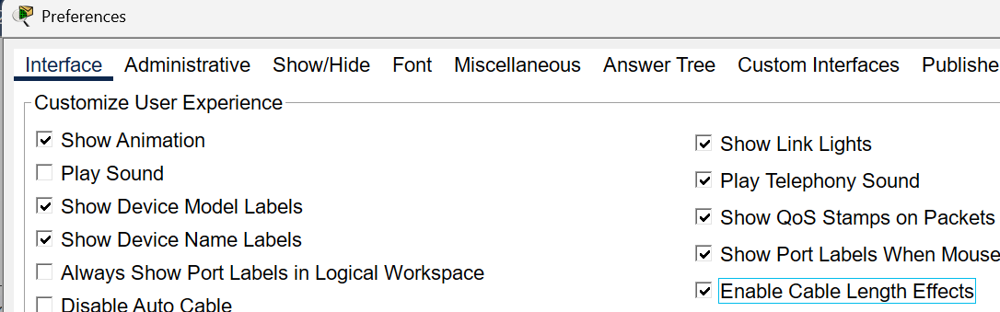 Preferences
Interface Administrative Show/Hide Font Miscellaneous Answer Tree Custom Interfaces Publishe
Customize User Experience
Show Animation
Play Sound
Show Device Model Labels
Show Device Name Labels
Always Show Port Labels in Logical Workspace
Disable Auto Cable
Show Link Lights
Play Telephony Sound
Show QoS Stamps on Packets
Show Port Labels When Mouse
Enable Cable Length Effects